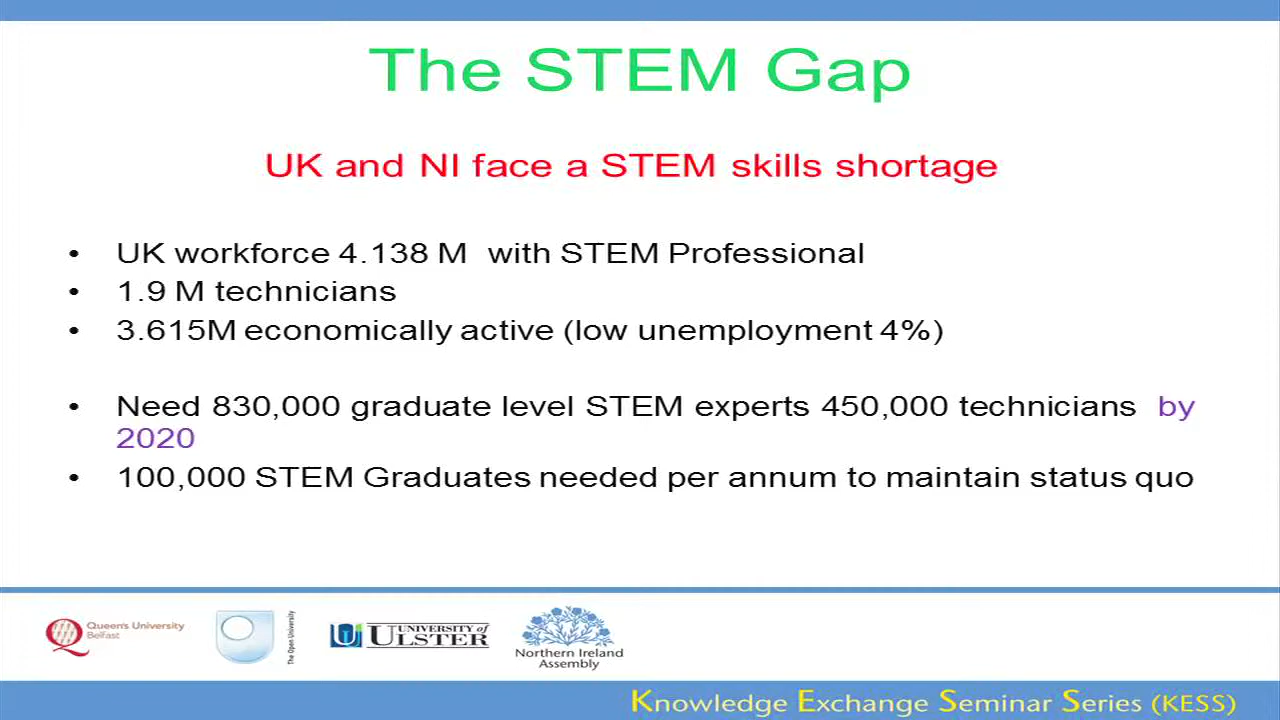 The STEM Gap
UK and NI face a STEM skills shortage
• UK workforce 4.138 M with STEM Professional
• 1.9 M technicians
• 3.615M economically active (low unemployment 4%)
• Need 830,000 graduate level STEM experts 450,000 technicians by
2020
• 100,000 STEM Graduates needed per annum to maintain status quo
Queen's University
Belfast
The Open University
UNIVERSITY of
ULSTER
Northern Ireland
Assembly
Knowledge Exchange Seminar Series (KESS)